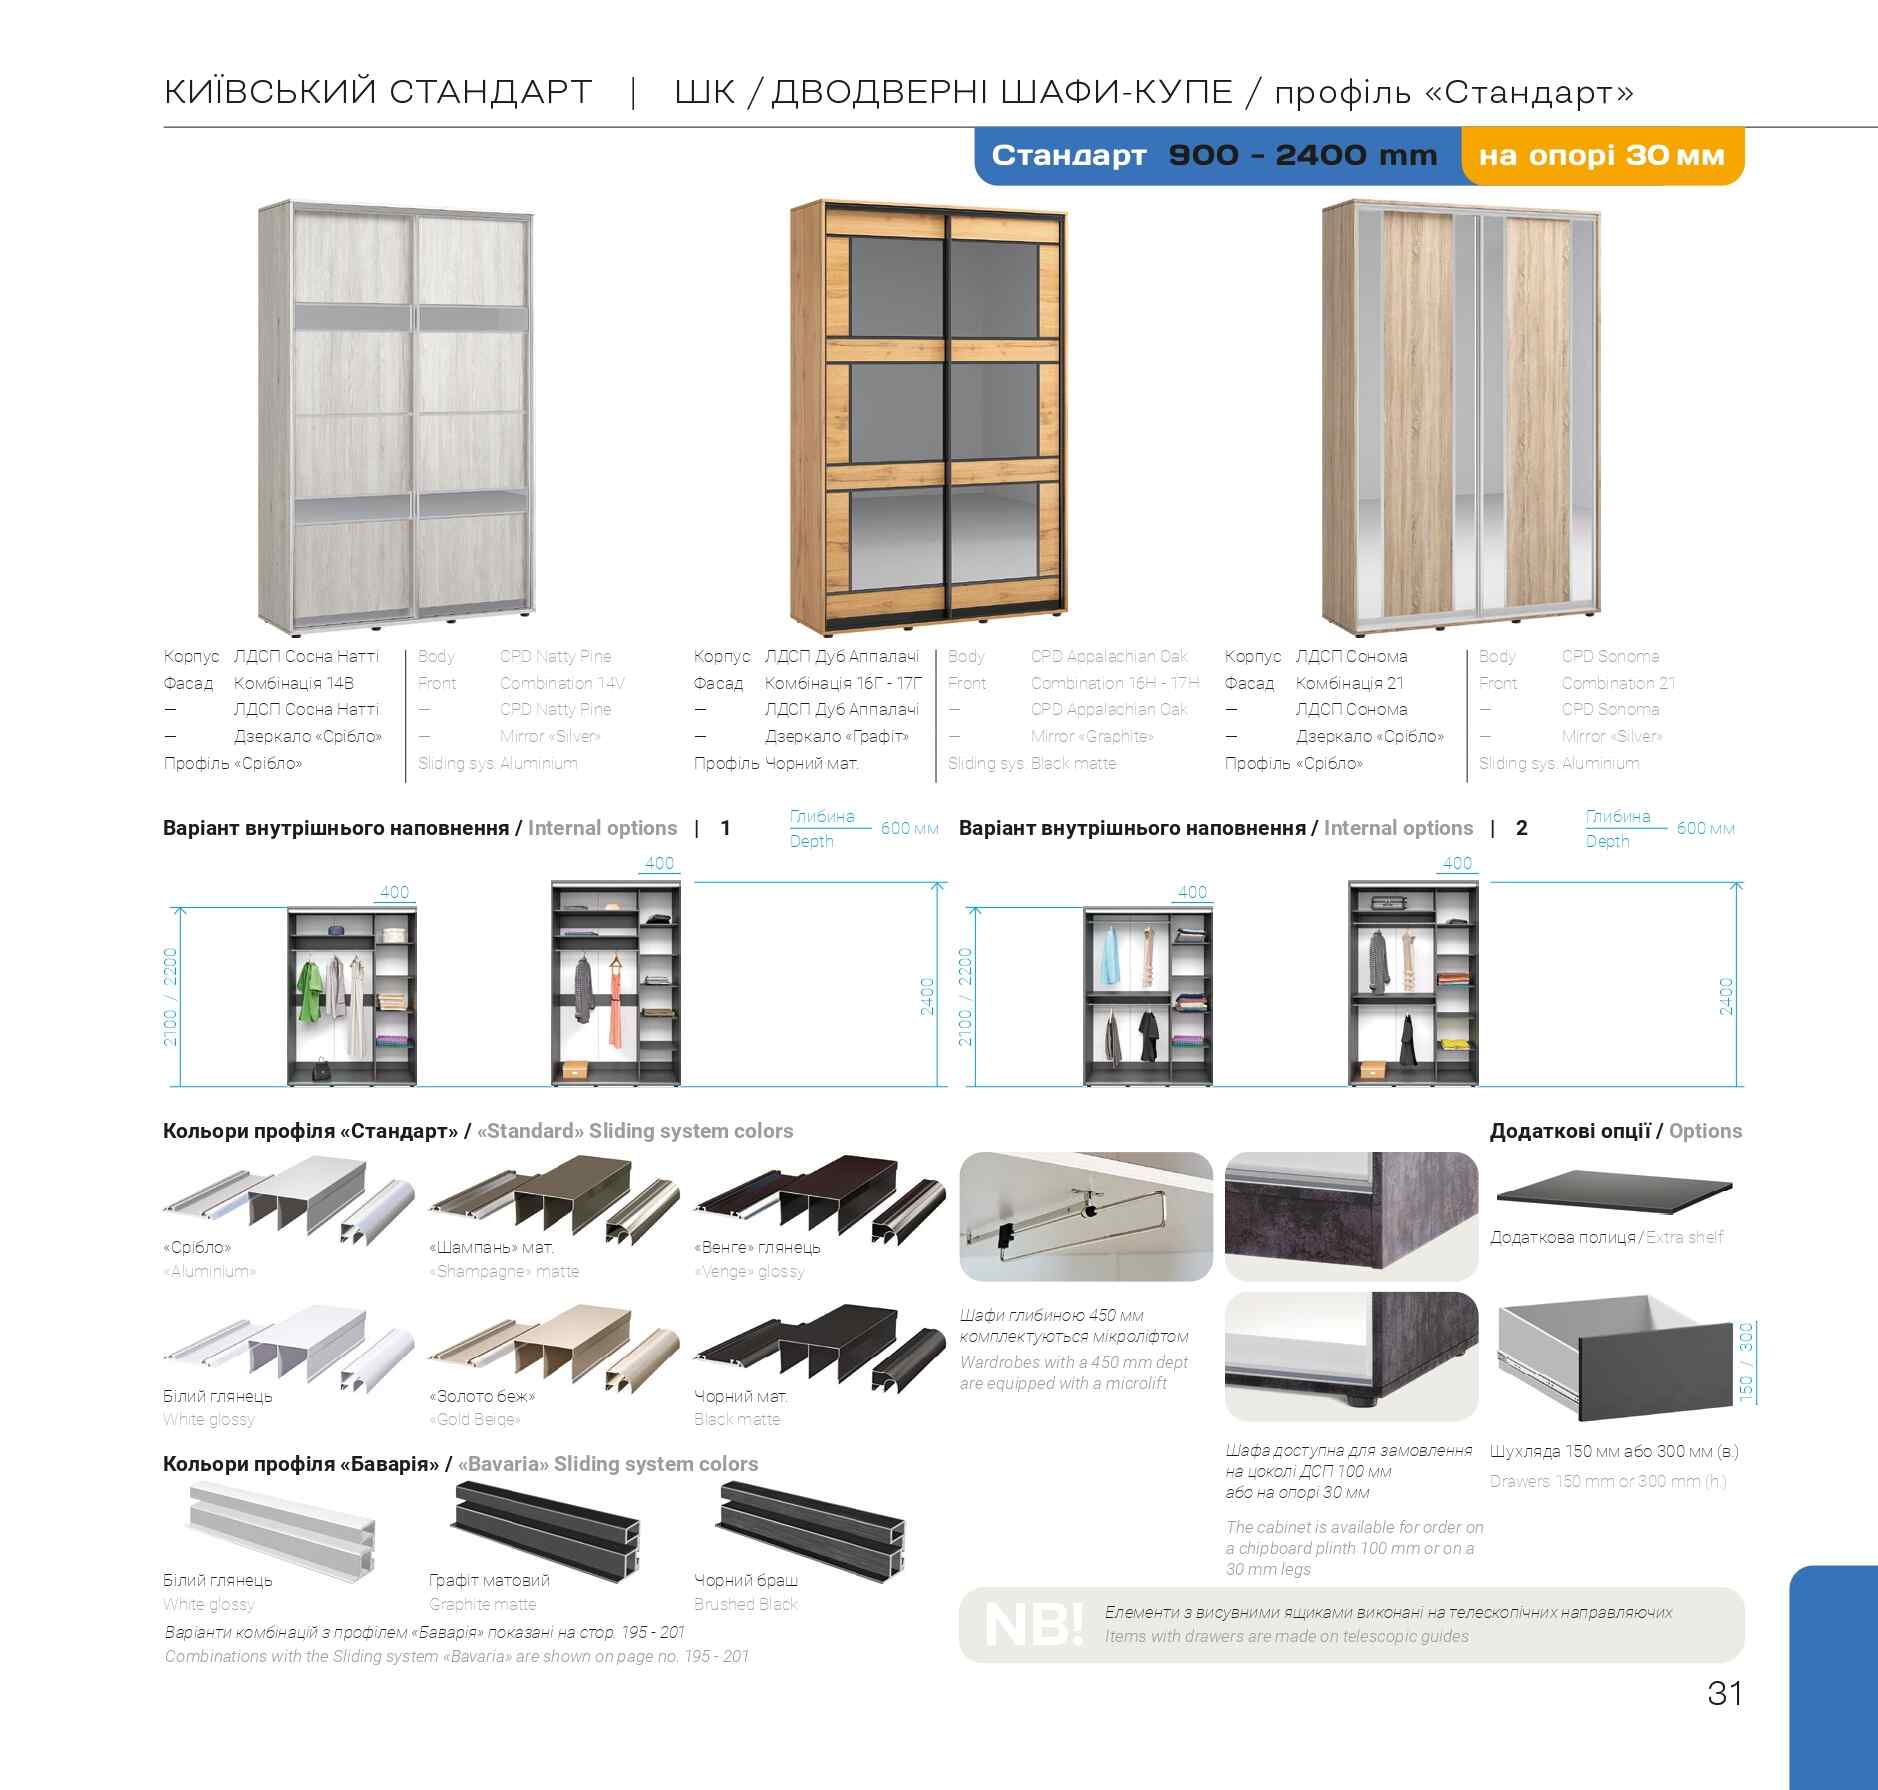 КИЇВСЬКИЙ СТАНДАРТ | ШК / ДВОДВЕРНІ ШАФИ-КУПЕ / профіль «Стандарт»
Стандарт 900 - 2400 mm на опорі 30 мм
Корпус ЛДСП Сосна Натті
Фасад Комбінація 14В
— ЛДСП Сосна Натті
— Дзеркало «Срібло»
Профіль «Срібло»
Body CPD Natty Pine
Front Combination 14V
— CPD Natty Pine
— Mirror «Silver»
Sliding sys. Aluminium
Корпус ЛДСП Дуб Аппалачі
Фасад Комбінація 16Г - 17Г
— ЛДСП Дуб Аппалачі
— Дзеркало «Графіт»
Профіль Чорний мат.
Body CPD Appalachian Oak
Front Combination 16H - 17H
— CPD Appalachian Oak
— Mirror «Graphite»
Sliding sys. Black matte
Корпус ЛДСП Сонома
Фасад Комбінація 21
— ЛДСП Сонома
— Дзеркало «Срібло»
Профіль «Срібло»
Body CPD Sonoma
Front Combination 21
— CPD Sonoma
— Mirror «Silver»
Sliding sys. Aluminium
Варіант внутрішнього наповнення / Internal options | 1
Глибина
Depth
600 мм
400
400
2100 / 2200
2400
Варіант внутрішнього наповнення / Internal options | 2
Глибина
Depth
600 мм
400
400
2100 / 2200
2400
Кольори профіля «Стандарт» / «Standard» Sliding system colors
«Срібло»
«Aluminium»
«Шампань» мат.
«Shampagne» matte
«Венге» глянець
«Venge» glossy
Білий глянець
White glossy
«Золото беж»
«Gold Beige»
Чорний мат.
Black matte
Кольори профіля «Баварія» / «Bavaria» Sliding system colors
Білий глянець
White glossy
Графіт матовий
Graphite matte
Чорний браш
Brushed Black
Варіанти комбінацій з профілем «Баварія» показані на стор. 195 - 201
Combinations with the Sliding system «Bavaria» are shown on page no. 195 - 201
Шафи глибиною 450 мм
комплектуються мікроліфтом
Wardrobes with a 450 mm dept
are equipped with a microlift
Шафа доступна для замовлення
на цоколі ДСП 100 мм
або на опорі 30 мм
The cabinet is available for order on
a chipboard plinth 100 mm or on a
30 mm legs
Додаткові опції / Options
Додаткова полиця / Extra shelf
150 / 300
Шухляда 150 мм або 300 мм (в.)
Drawers 150 mm or 300 mm (h.)
NB!
Елементи з висувними ящиками виконані на телескопічних направляючих
Items with drawers are made on telescopic guides
31